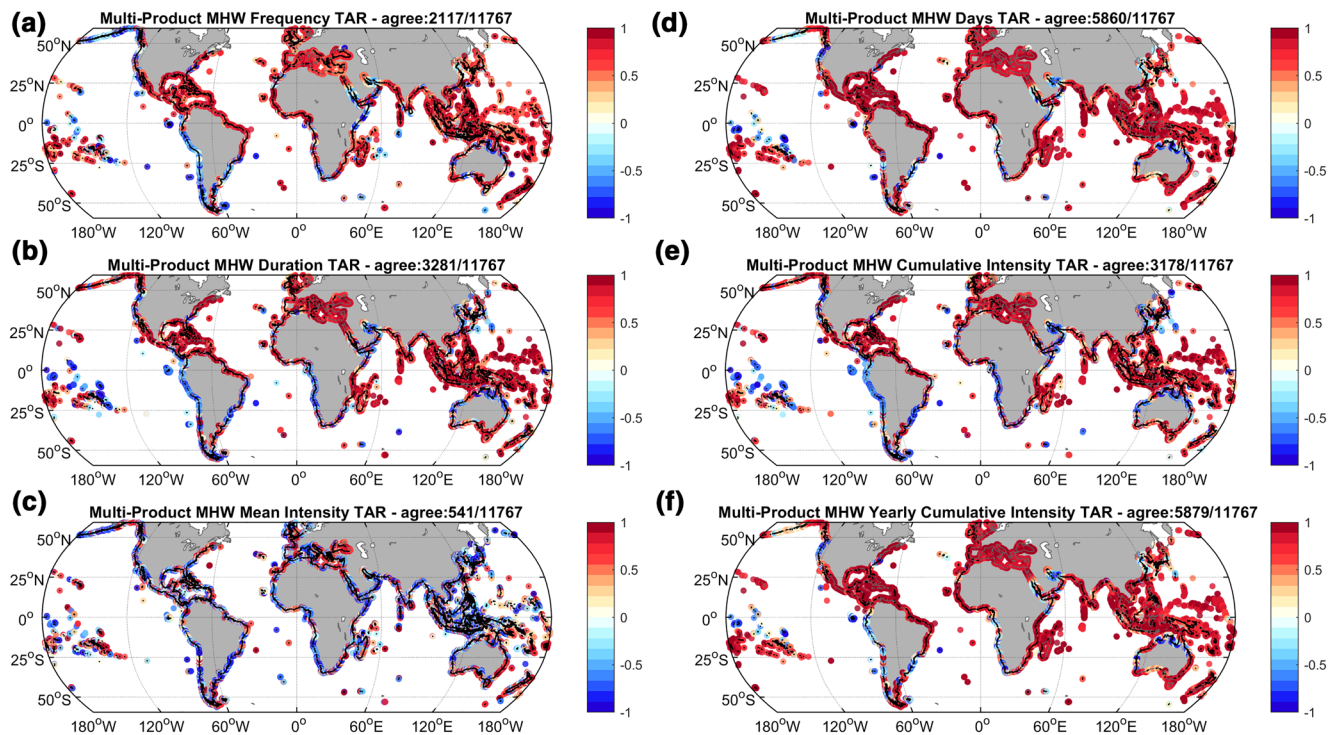 (a)
Multi-Product MHW Frequency TAR - agree:2117/11767
50°N
25°N
0°
25°S
50°S
180°W 120°W 60°W 0° 60°E 120°E 180°W
1
0.5
0
-0.5
-1
(d)
Multi-Product MHW Days TAR - agree:5860/11767
50°N
25°N
0°
25°S
50°S
180°W 120°W 60°W 0° 60°E 120°E 180°W
1
0.5
0
-0.5
-1
(b)
Multi-Product MHW Duration TAR - agree:3281/11767
50°N
25°N
0°
25°S
50°S
180°W 120°W 60°W 0° 60°E 120°E 180°W
1
0.5
0
-0.5
-1
(e)
Multi-Product MHW Cumulative Intensity TAR - agree:3178/11767
50°N
25°N
0°
25°S
50°S
180°W 120°W 60°W 0° 60°E 120°E 180°W
1
0.5
0
-0.5
-1
(c)
Multi-Product MHW Mean Intensity TAR - agree:541/11767
50°N
25°N
0°
25°S
50°S
180°W 120°W 60°W 0° 60°E 120°E 180°W
1
0.5
0
-0.5
-1
(f)
Multi-Product MHW Yearly Cumulative Intensity TAR - agree:5879/11767
50°N
25°N
0°
25°S
50°S
180°W 120°W 60°W 0° 60°E 120°E 180°W
1
0.5
0
-0.5
-1